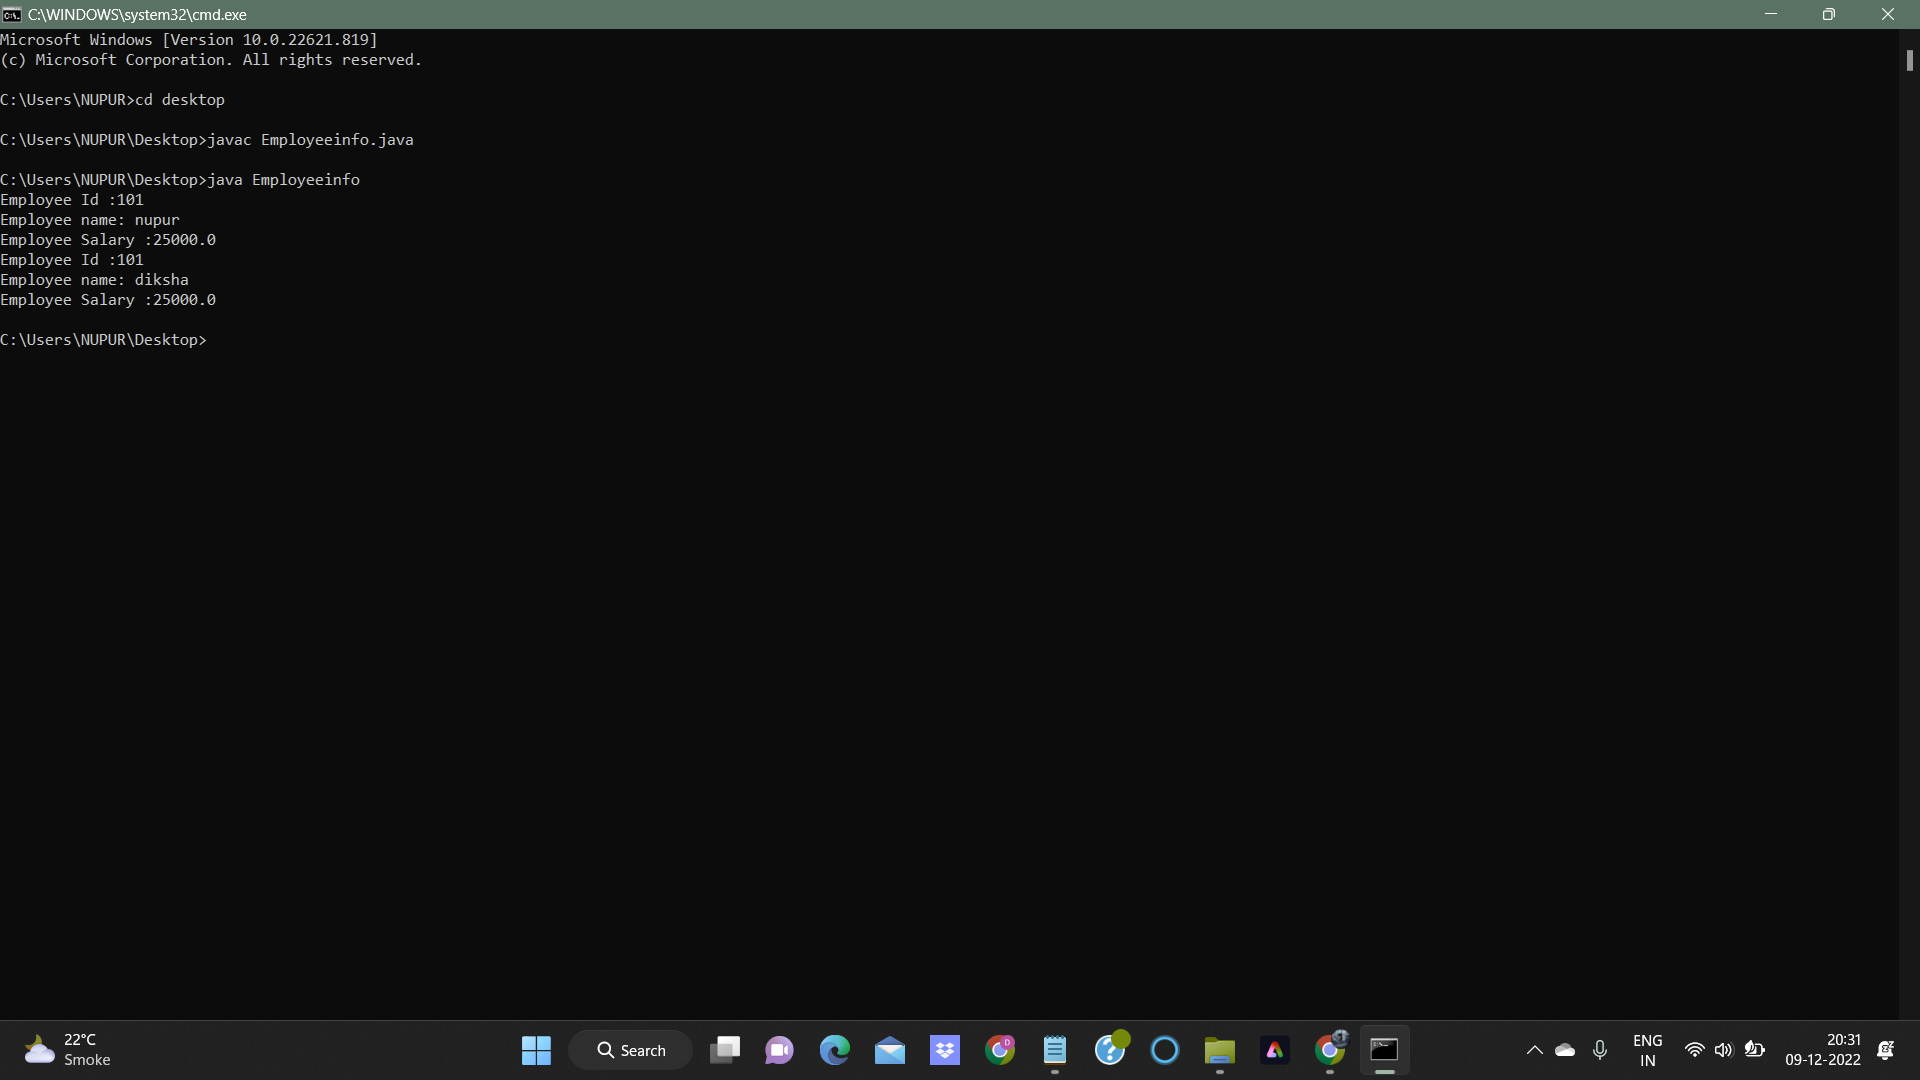 C:\WINDOWS\system32\cmd.exe
Microsoft Windows [Version 10.0.22621.819]
(c) Microsoft Corporation. All rights reserved.
C:\Users\NUPUR>cd desktop
C:\Users\NUPUR\Desktop>javac Employeeinfo.java
C:\Users\NUPUR\Desktop>java Employeeinfo
Employee Id :101
Employee name: nupur
Employee Salary :25000.0
Employee Id :101
Employee name: diksha
Employee Salary :25000.0
C:\Users\NUPUR\Desktop>
22°C
Smoke
Search
D
ENG
IN
20:31
09-12-2022